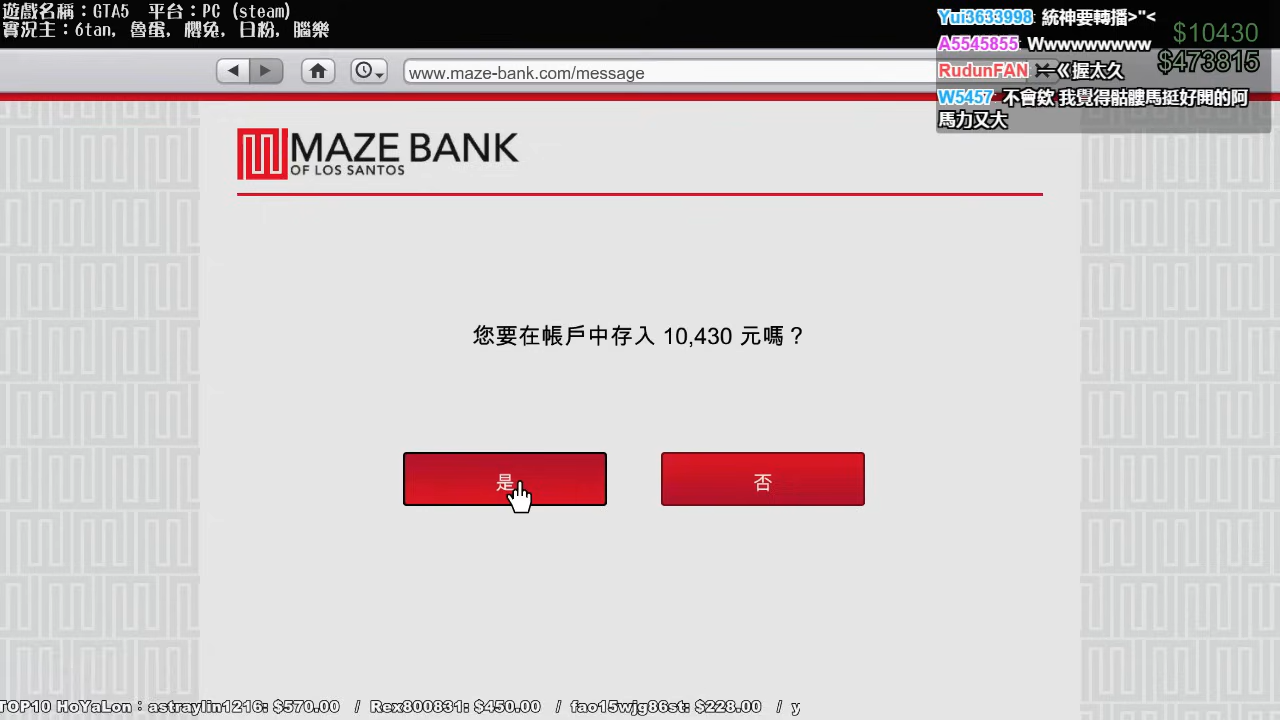 遊戲名稱：GTA5 平台：PC (steam)
實況主：6tan, 魯蛋, 櫻兔, 日粉, 腦樂
Yui3633998: 統神要轉播>"<
A5545855: Wwwwwwwww
RudunFAN: 一巜握太久
W5457: 不會欸 我覺得骷髏馬挺好開的阿
馬力又大
$10430
$473815
www.maze-bank.com/message
MAZE BANK
OF LOS SANTOS
您要在帳戶中存入 10,430 元嗎？
是
否
TOP10 HoYaLon：astraylin1216: $570.00 / Rex800831: $450.00 / fao15wjg86st: $228.00 / y